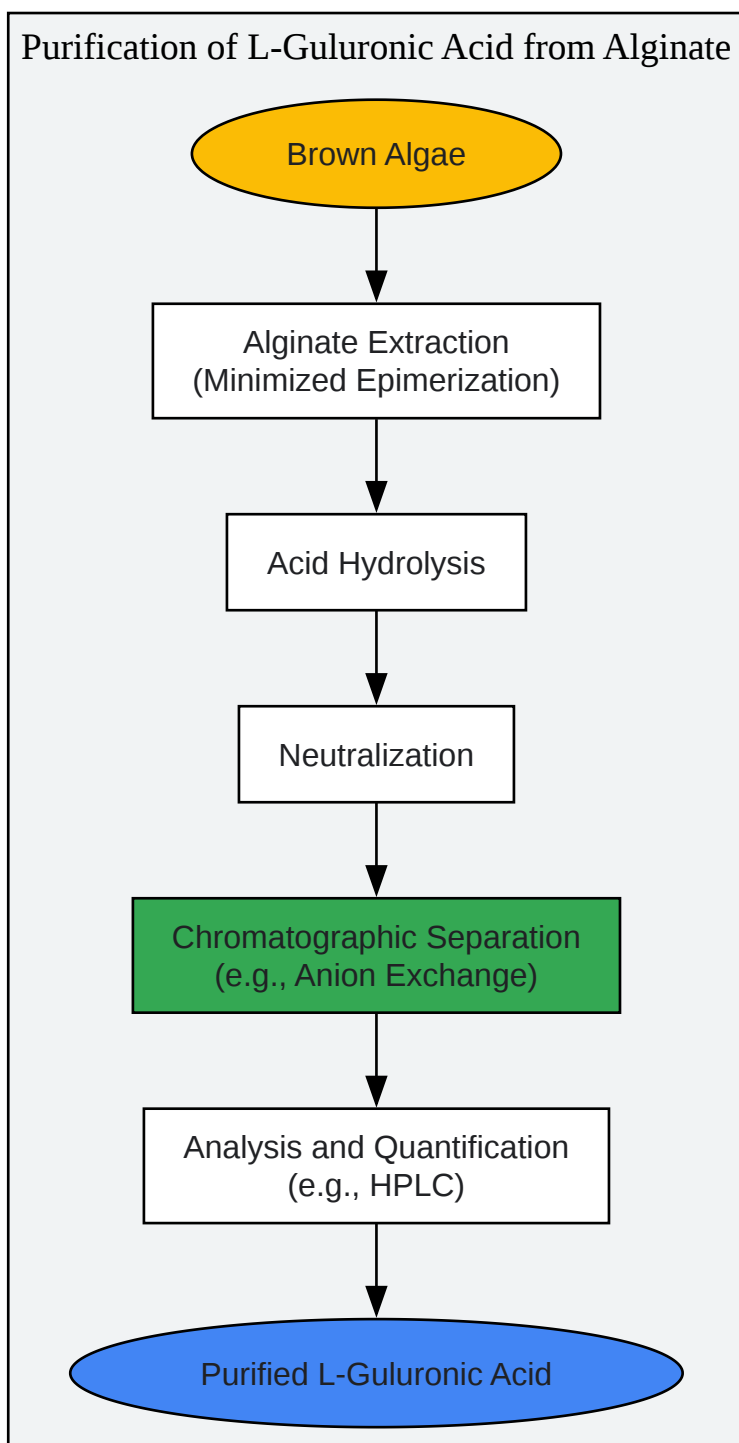 Purification of L-Guluronic Acid from Alginate
Brown Algae
Alginate Extraction
(Minimized Epimerization)
Acid Hydrolysis
Neutralization
Chromatographic Separation
(e.g., Anion Exchange)
Analysis and Quantification
(e.g., HPLC)
Purified L-Guluronic Acid